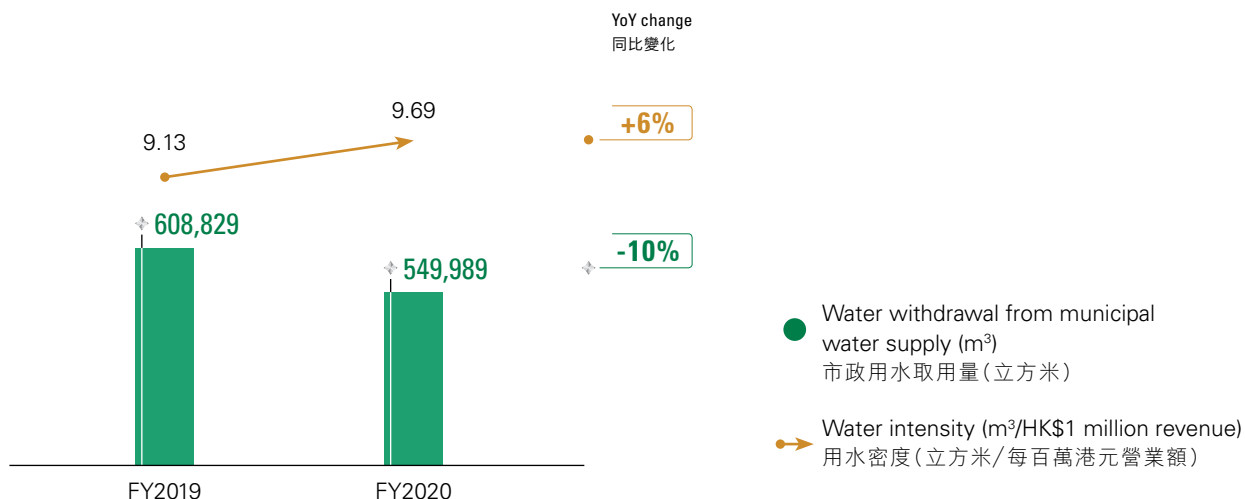 YoY change
同比變化
+6%
9.69
9.13
608,829
-10%
549,989
Water withdrawal from municipal
water supply (m³)
市政用水取用量(立方米)
Water intensity (m³/HK$1 million revenue)
用水密度(立方米/每百萬港元營業額)
FY2019
FY2020